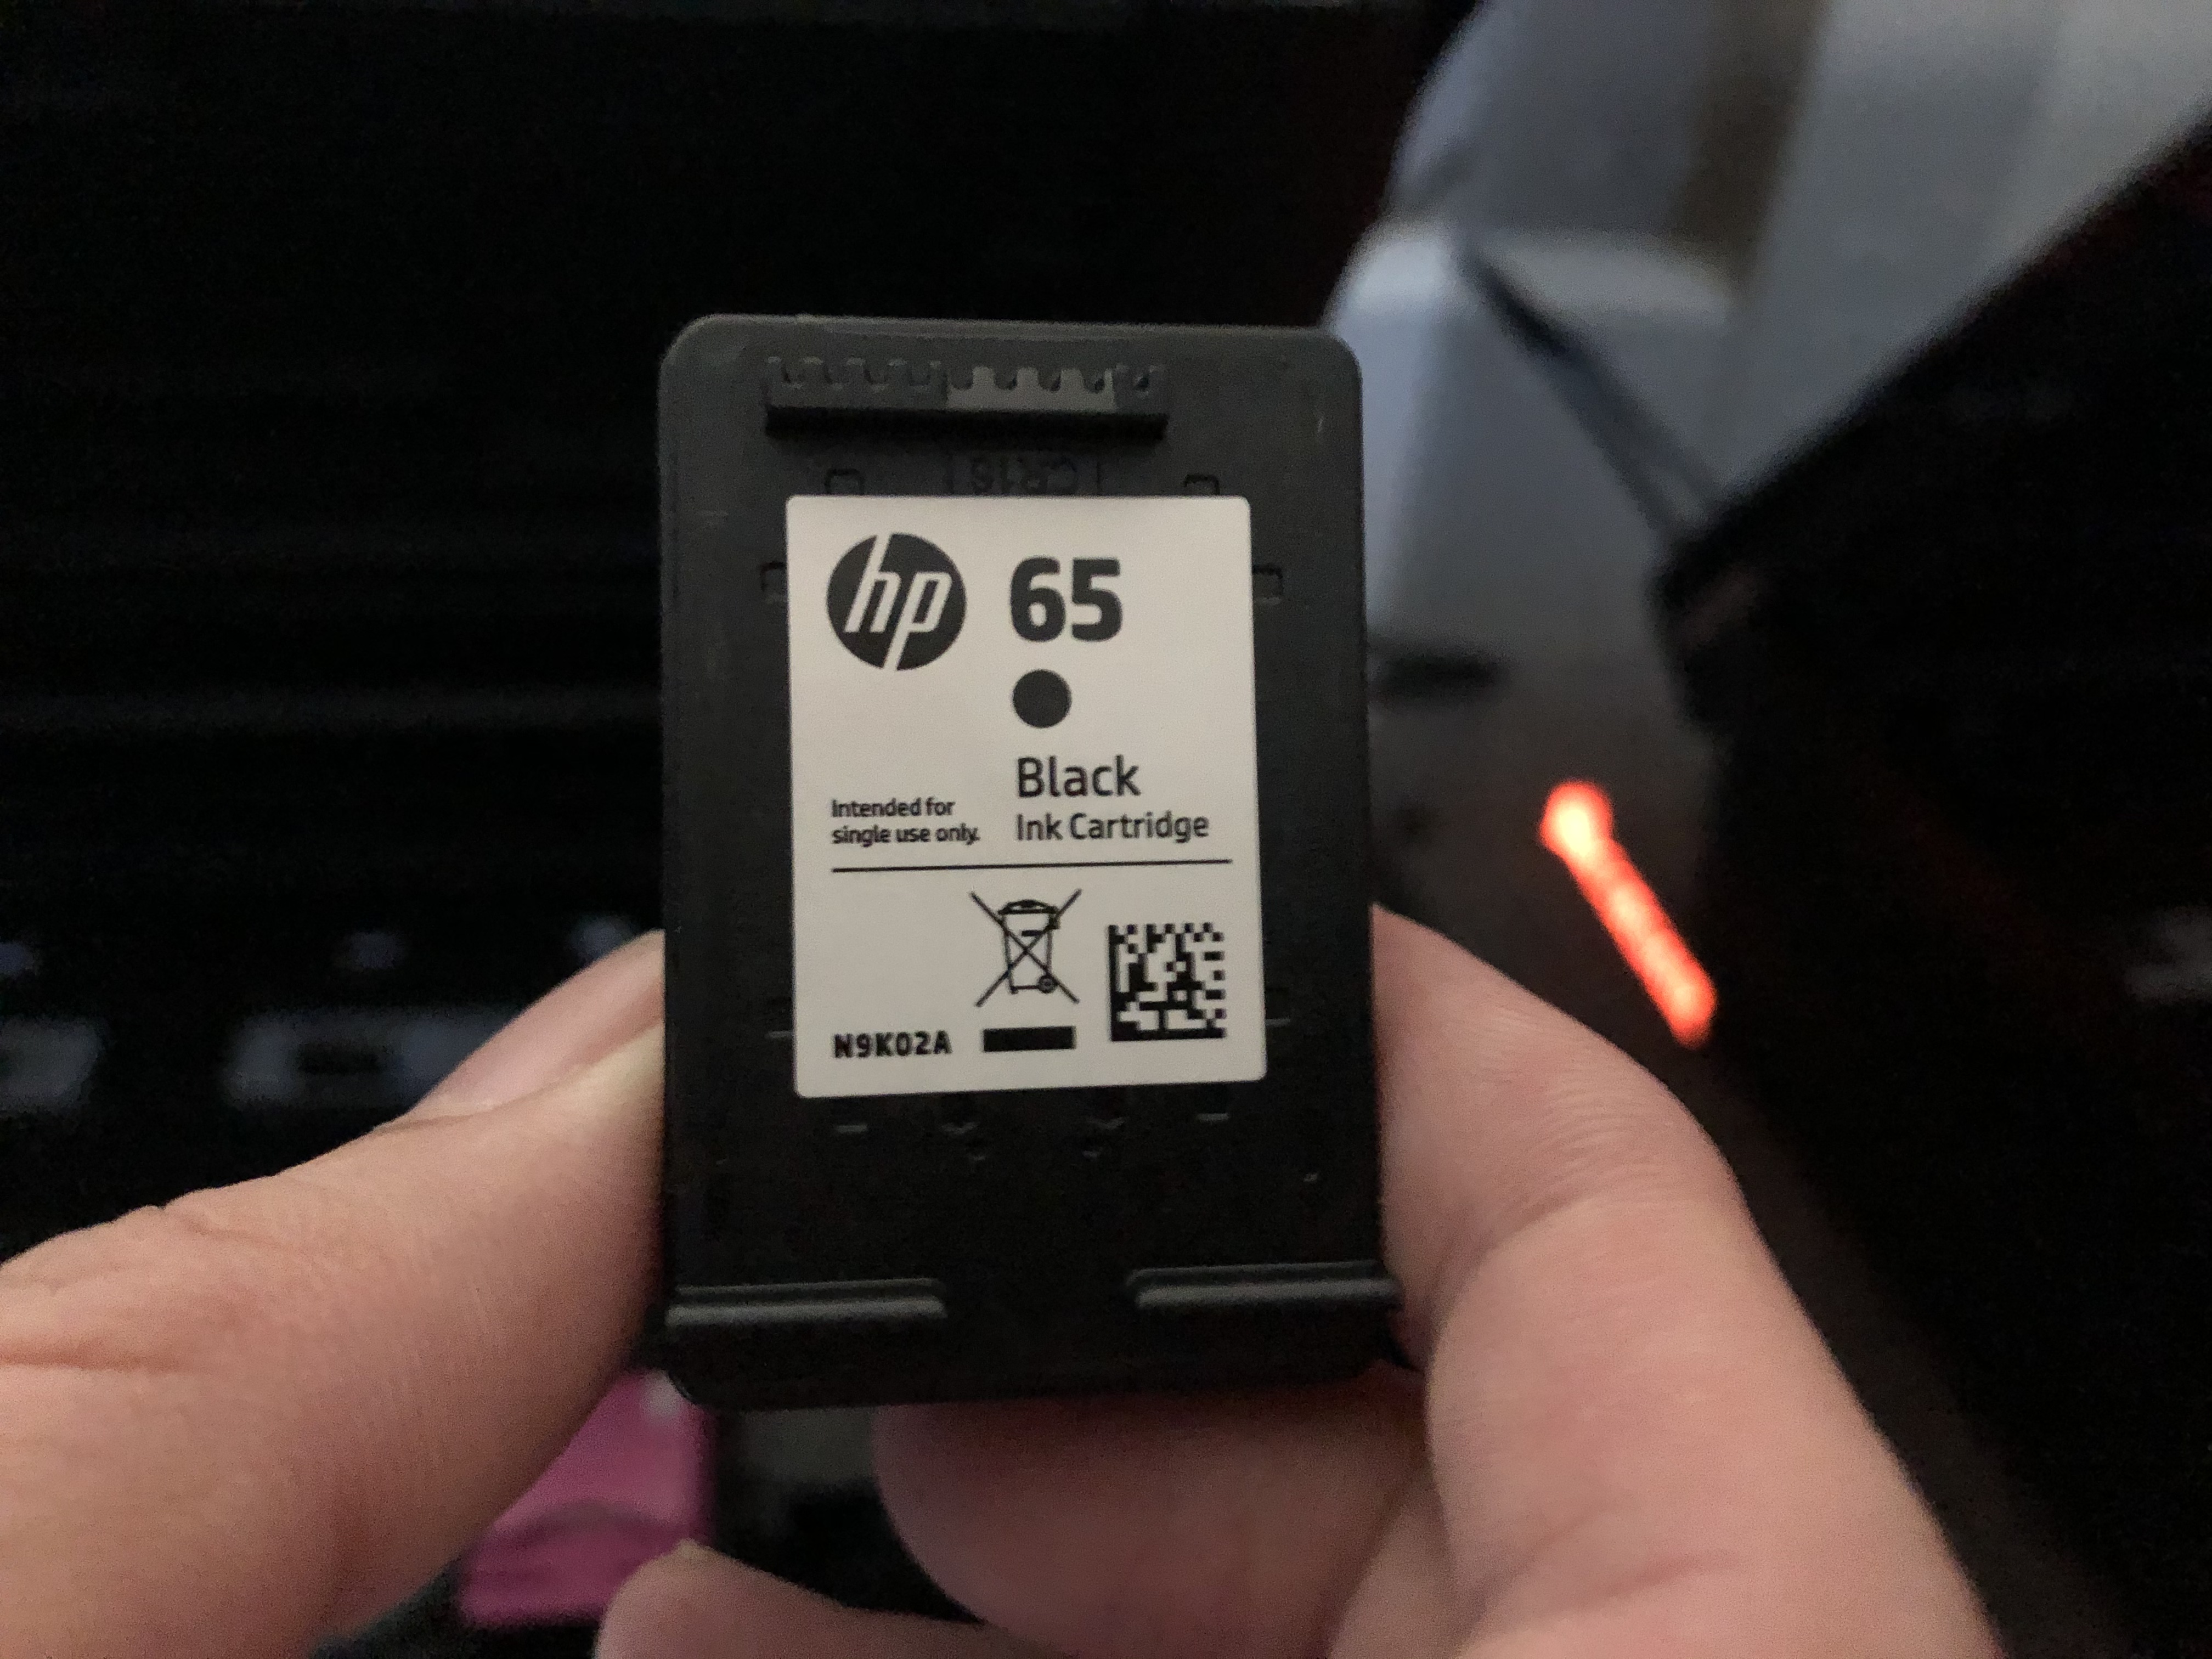 hp 65
Black
Intended for
single use only.
Ink Cartridge
N9K02A